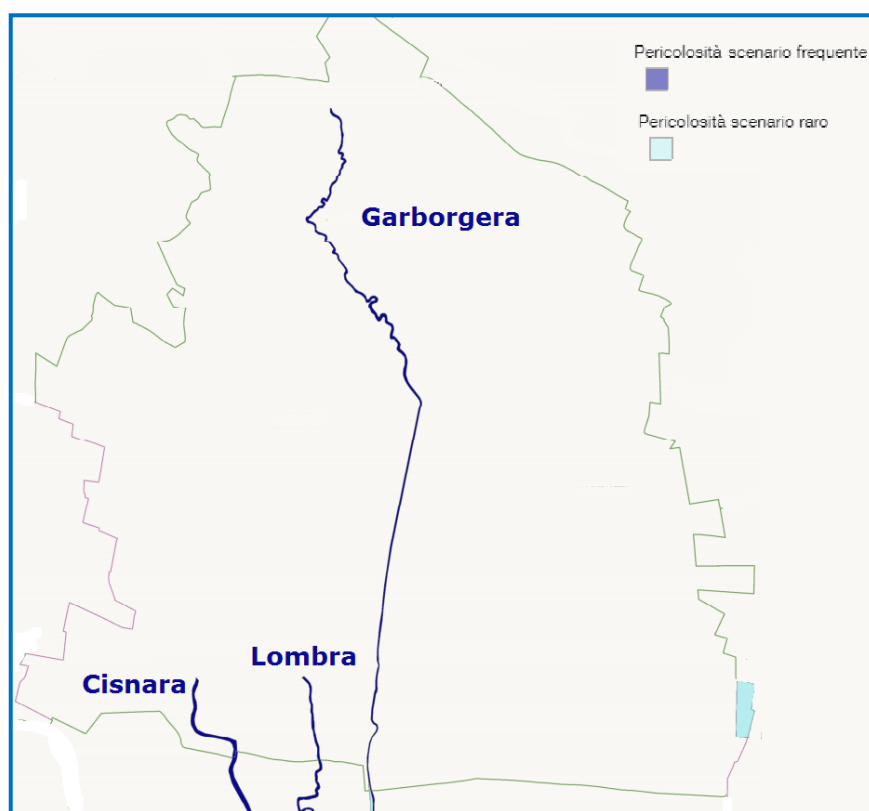 Pericolosità scenario frequente
Pericolosità scenario raro
Garborgera
Lombra
Cisnara